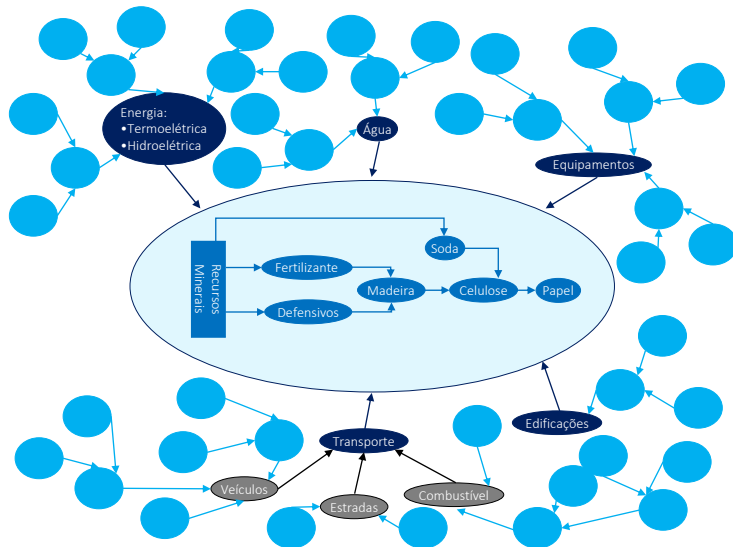 Energia:
•Termoelétrica
•Hidroelétrica
Água
Equipamentos
Recursos
Minerais
Soda
Fertilizante
Madeira
Celulose
Papel
Defensivos
Edificações
Transporte
Veículos
Estradas
Combustível